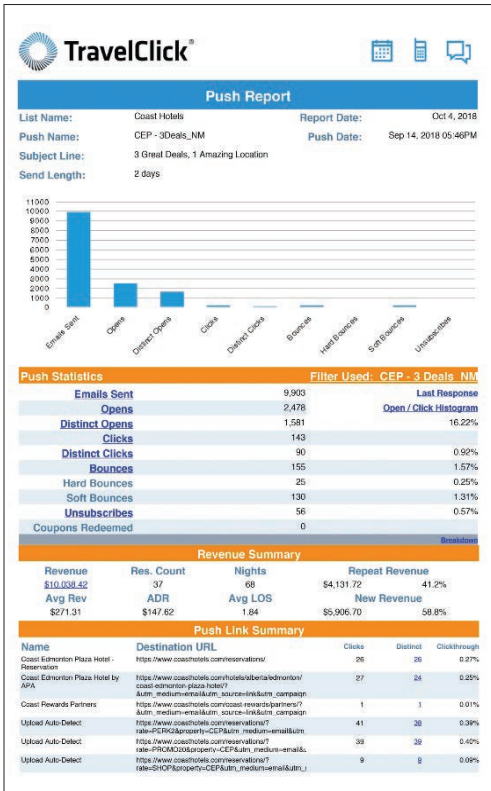 TravelClick®
Push Report
List Name: Coast Hotels Report Date: Oct 4, 2018
Push Name: CEP - 3Deals_NM Push Date: Sep 14, 2018 05:46PM
Subject Line: 3 Great Deals, 1 Amazing Location
Send Length: 2 days
11000
10000
9000
8000
7000
6000
5000
4000
3000
2000
1000
0
Emails Sent Opens Distinct Opens Clicks Distinct Clicks Bounces Hard Bounces Soft Bounces Unsubscribes
Push Statistics Filter Used: CEP - 3 Deals_NM
Emails Sent 9,903 Last Response
Opens 2,478 Open / Click Histogram
Distinct Opens 1,581 16.22%
Clicks 143
Distinct Clicks 90 0.92%
Bounces 155 1.57%
Hard Bounces 25 0.25%
Soft Bounces 130 1.31%
Unsubscribes 56 0.57%
Coupons Redeemed 0
Breakdown
Revenue Summary
Revenue Res. Count Nights Repeat Revenue
$10,038.42 37 68 $4,131.72 41.2%
Avg Rev ADR Avg LOS New Revenue
$271.31 $147.62 1.84 $5,906.70 58.8%
Push Link Summary
Name Destination URL Clicks Distinct Clickthrough
Coast Edmonton Plaza Hotel - https://www.coasthotels.com/reservations/ 26 26 0.27%
Reservation
Coast Edmonton Plaza Hotel by https://www.coasthotels.com/hotels/alberta/edmonton/ 27 24 0.25%
APA coast-edmonton-plaza-hotel/?
&utm_medium=email&utm_source=link&utm_campaign
Coast Rewards Partners https://www.coasthotels.com/coast-rewards/partners/? 1 1 0.01%
&utm_medium=email&utm_source=link&utm_campaign
Upload Auto-Detect https://www.coasthotels.com/reservations/? 41 38 0.39%
rate=PERK2&property=CEP&utm_medium=email&utm_
Upload Auto-Detect https://www.coasthotels.com/reservations/? 39 39 0.40%
rate=PROMO20&property=CEP&utm_medium=email&u
Upload Auto-Detect https://www.coasthotels.com/reservations/? 9 9 0.09%
rate=SHOP&property=CEP&utm_medium=email&utm_